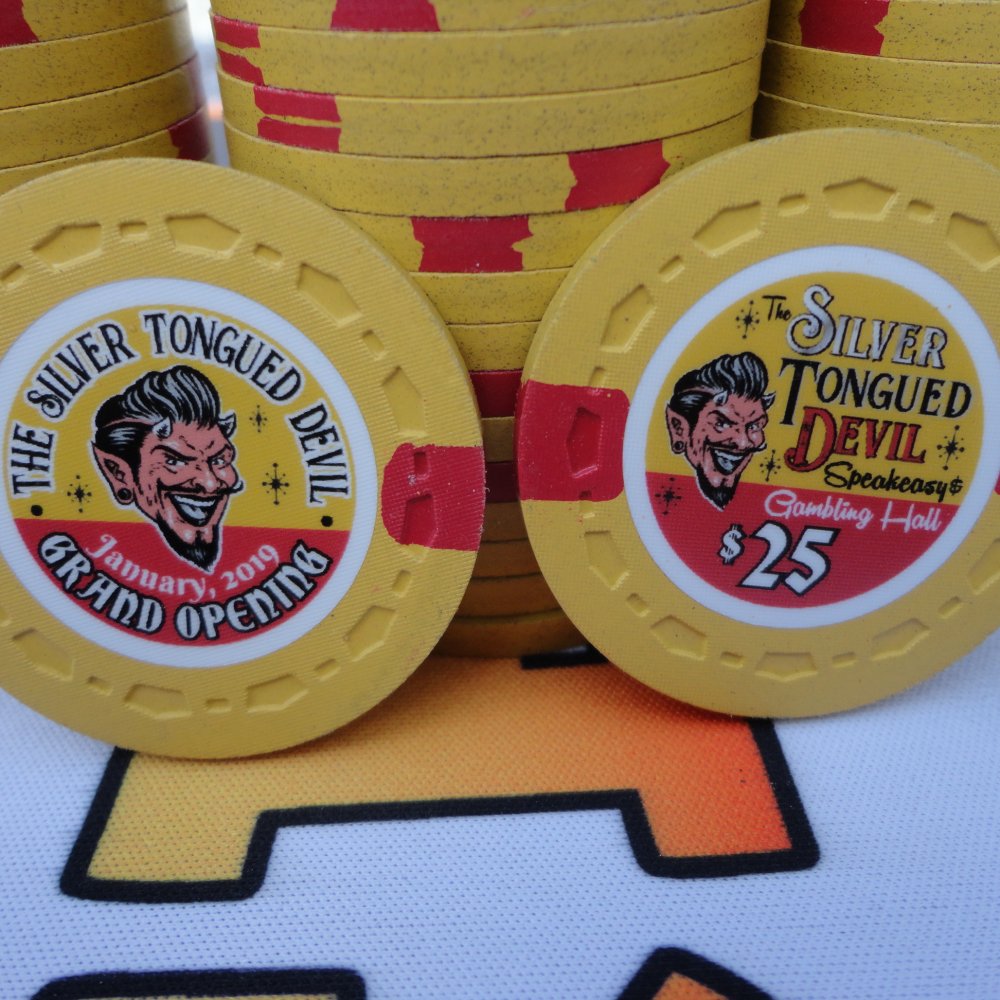 THE SILVER TONGUED DEVIL
January, 2019
GRAND OPENING
The
SILVER
TONGUED
DEVIL
Speakeasy$
Gambling Hall
$25